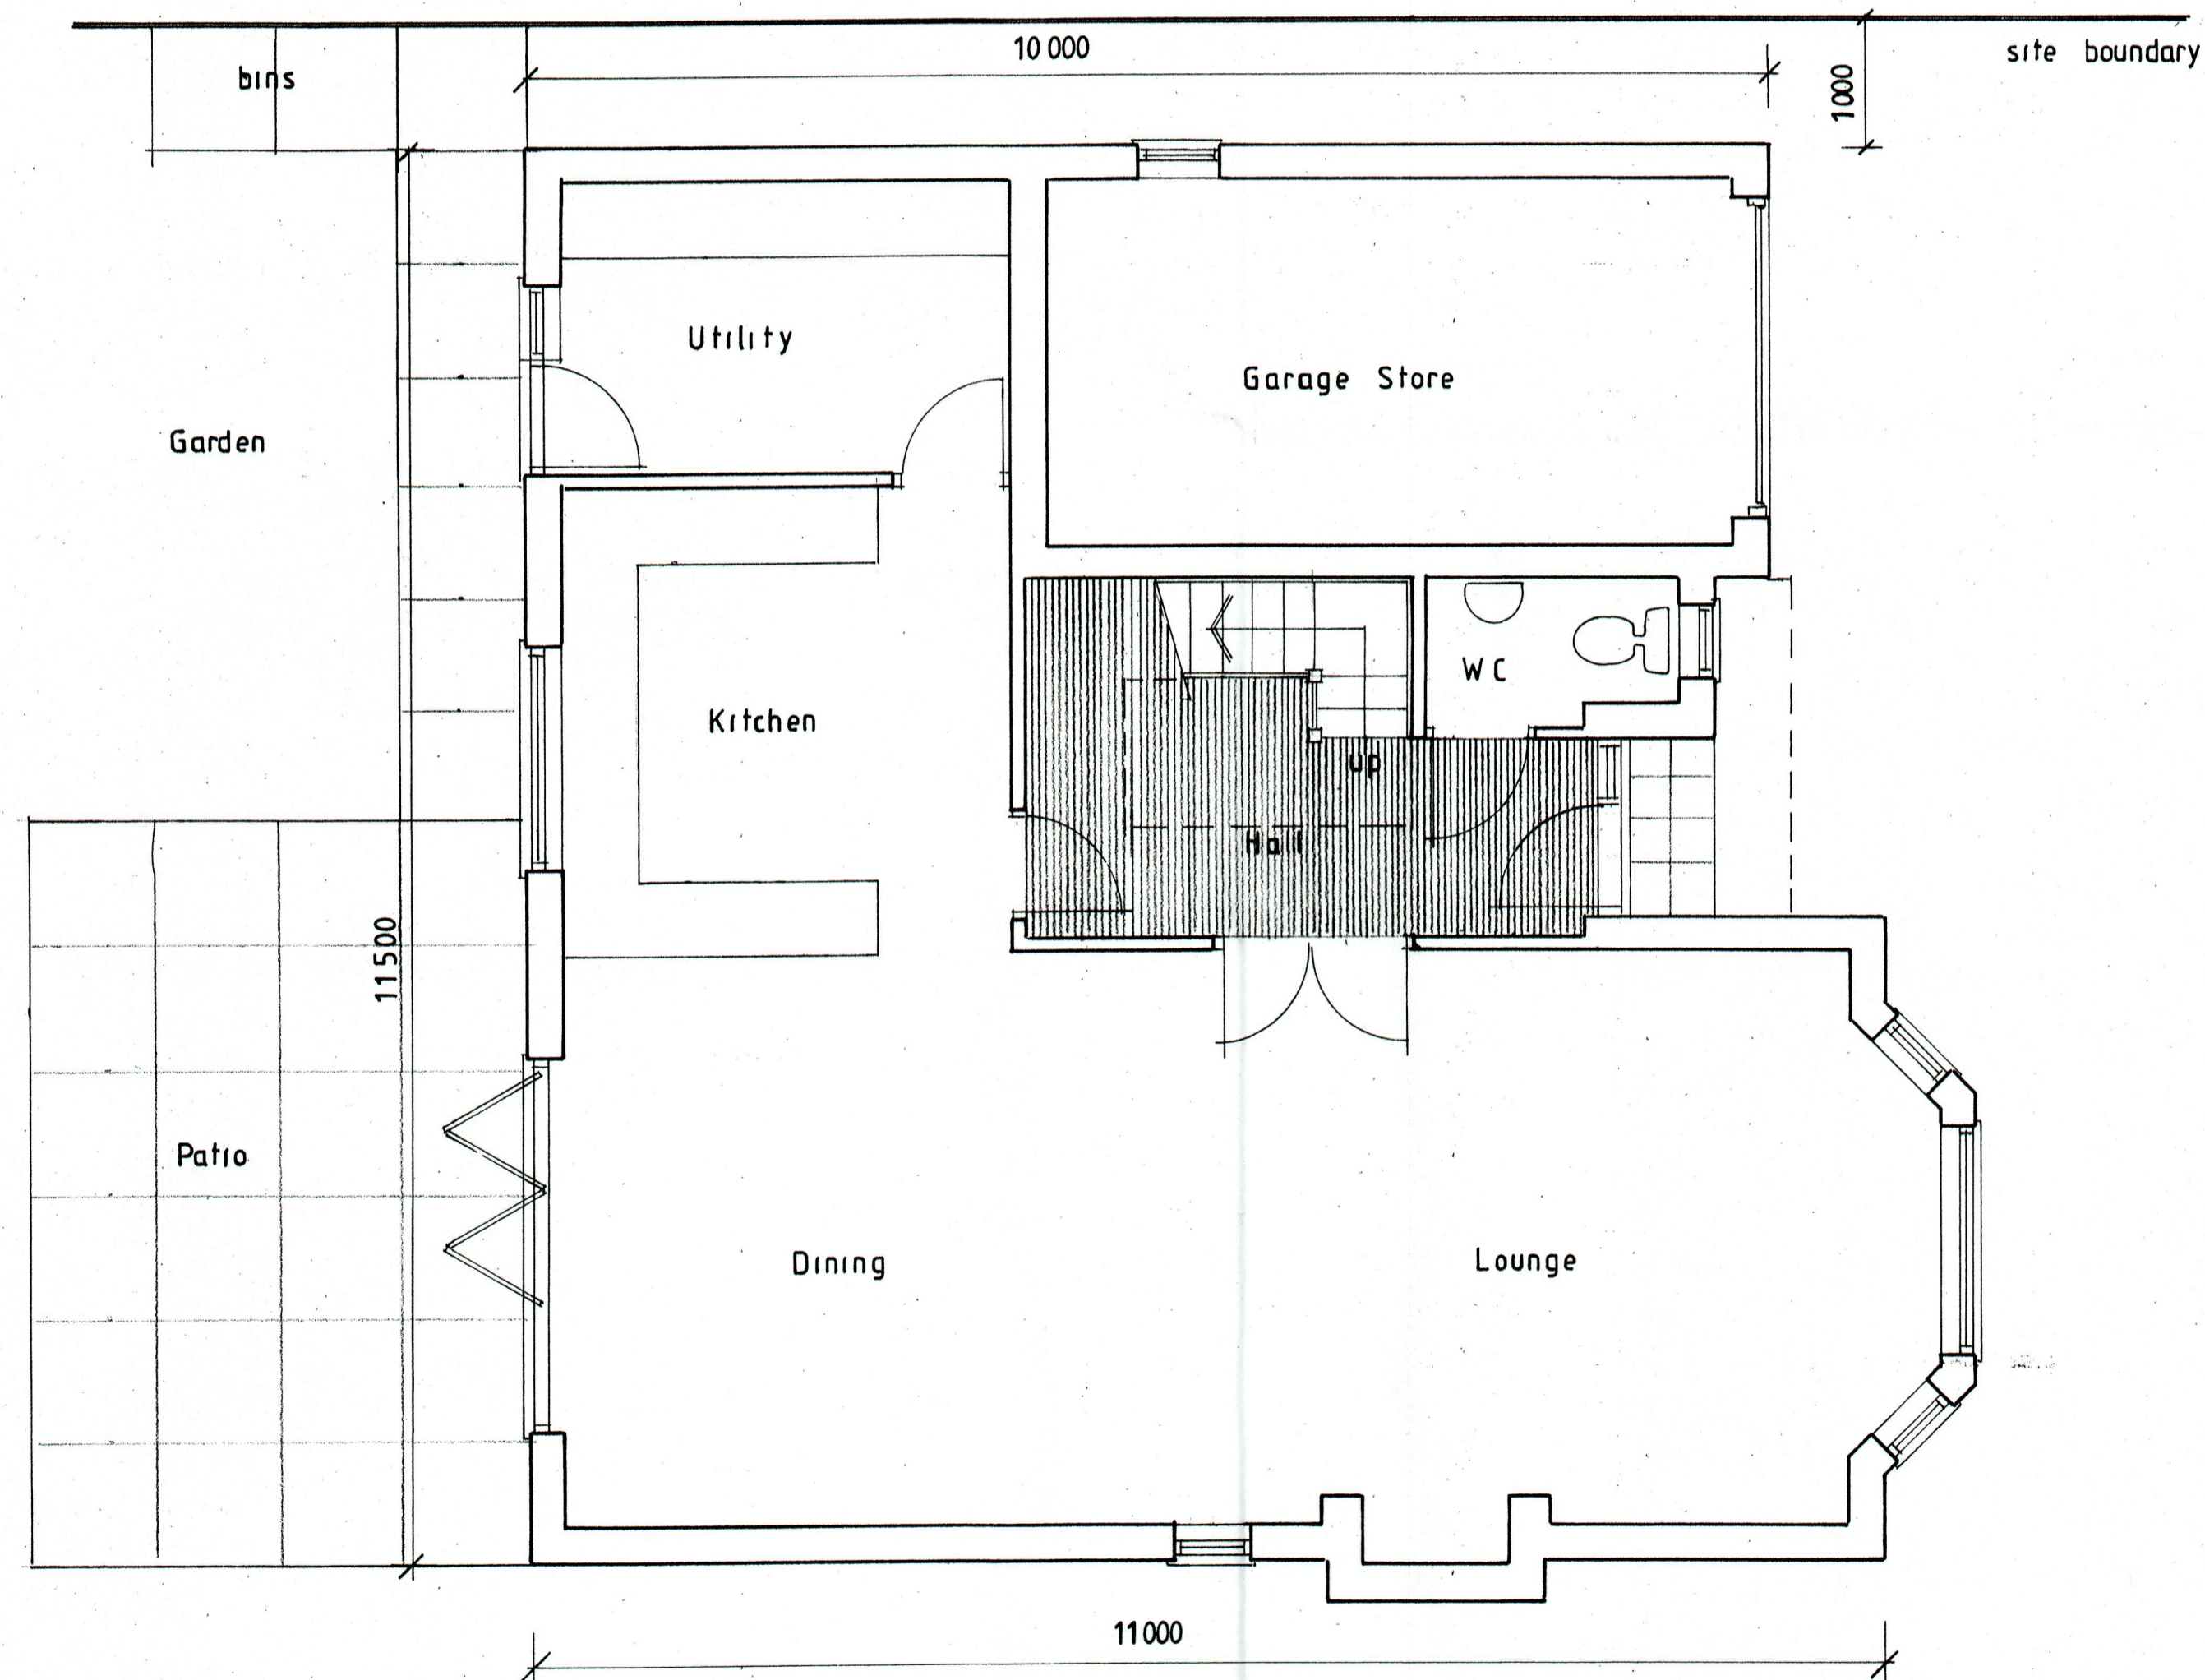 10 000
site boundary
bins
1000
Utility
Garage Store
Garden
WC
Kitchen
up
Hall
11500
Patio
Dining
Lounge
11000